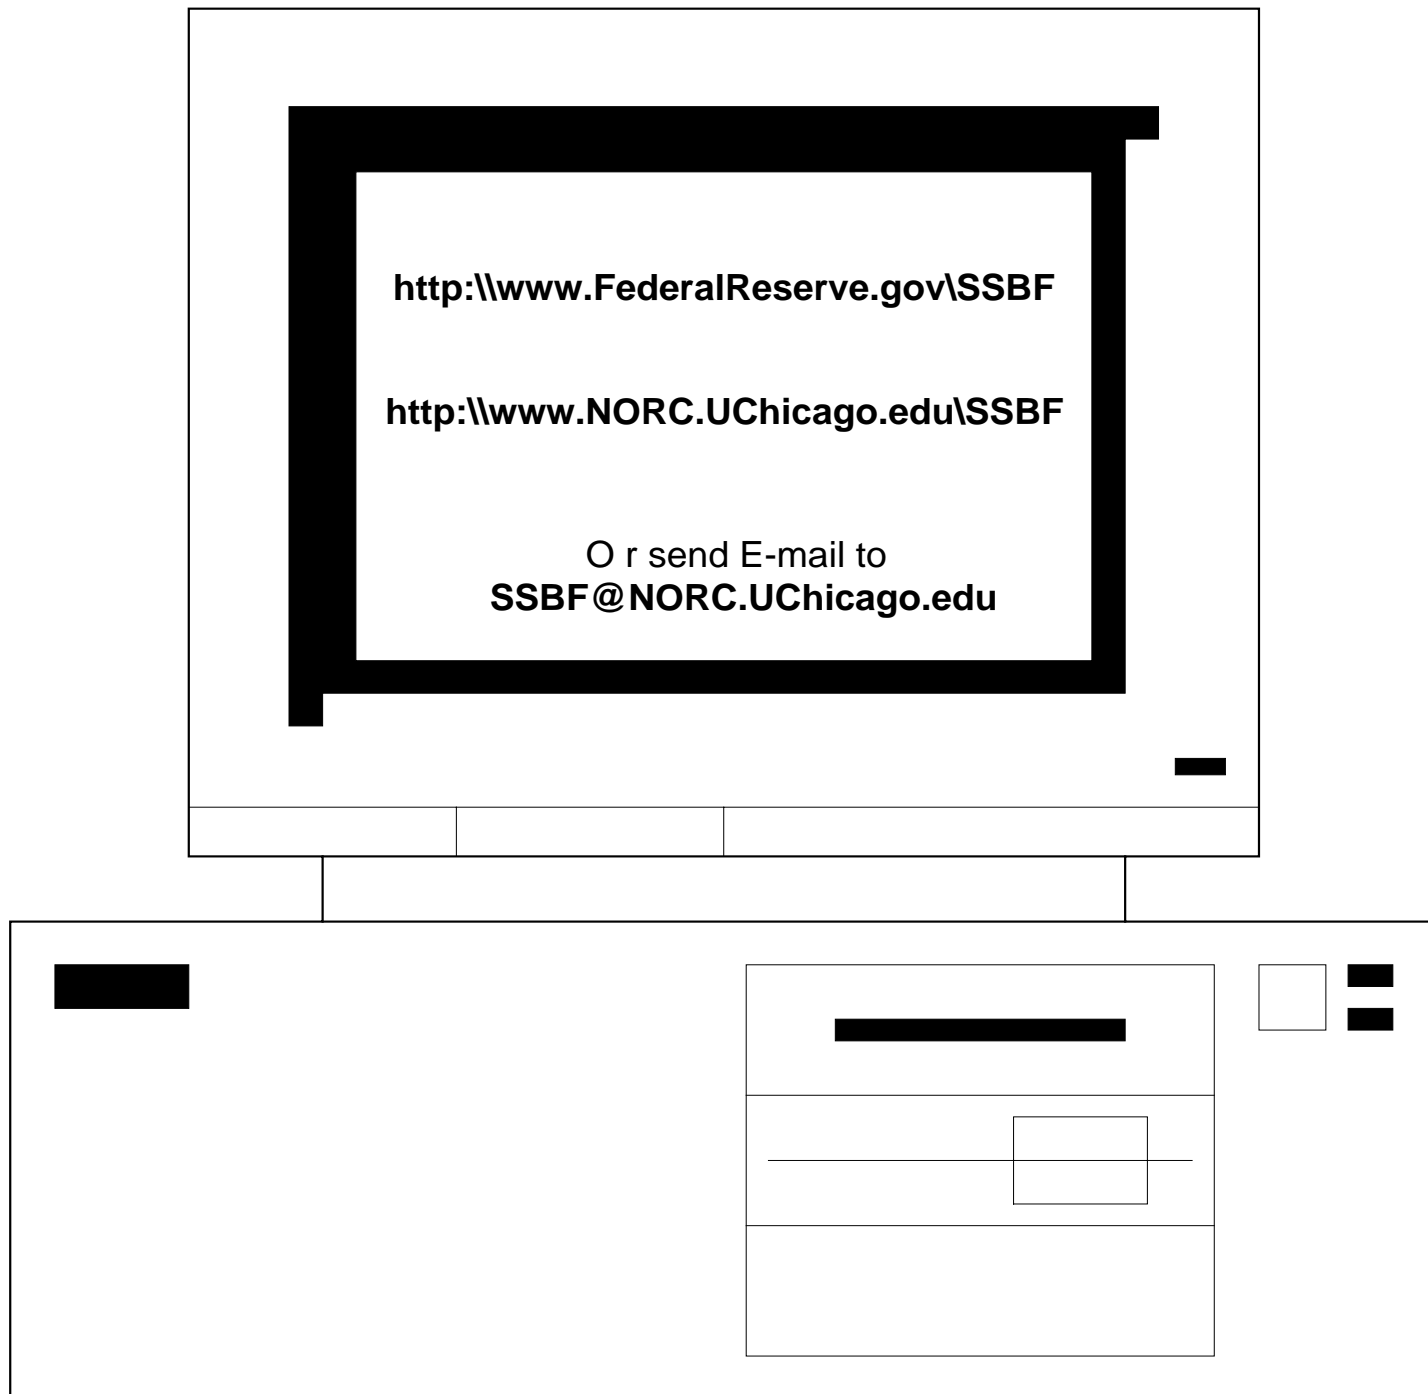 http:\\www.FederalReserve.gov\SSBF
http:\\www.NORC.UChicago.edu\SSBF
O r send E-mail to
SSBF@NORC.UChicago.edu